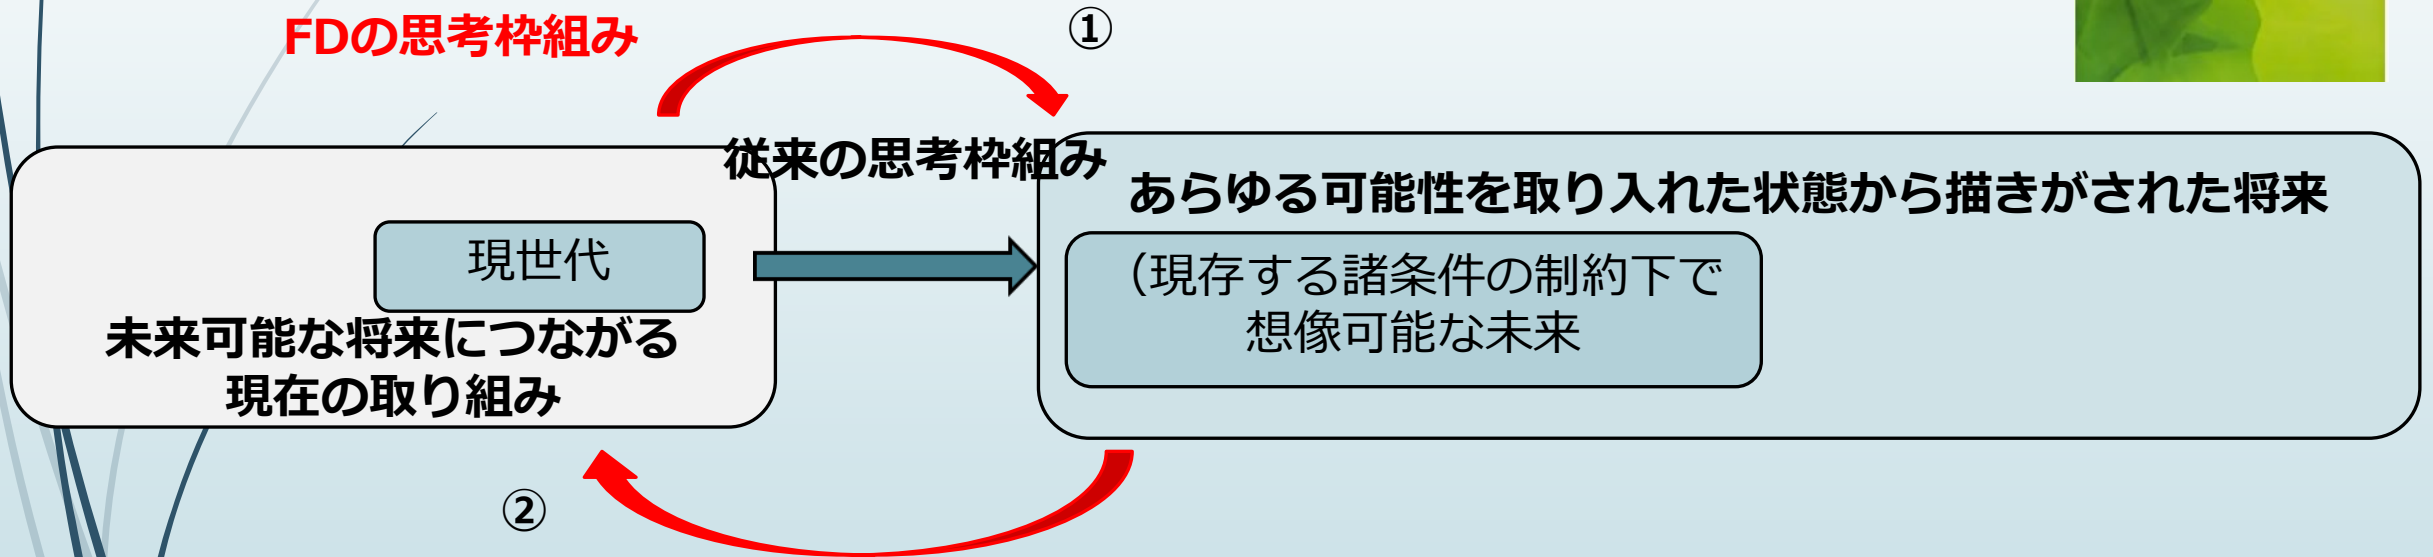 FDの思考枠組み
①
従来の思考枠組み
あらゆる可能性を取り入れた状態から描きがされた将来
現世代
（現存する諸条件の制約下で
想像可能な未来
未来可能な将来につながる
現在の取り組み
②